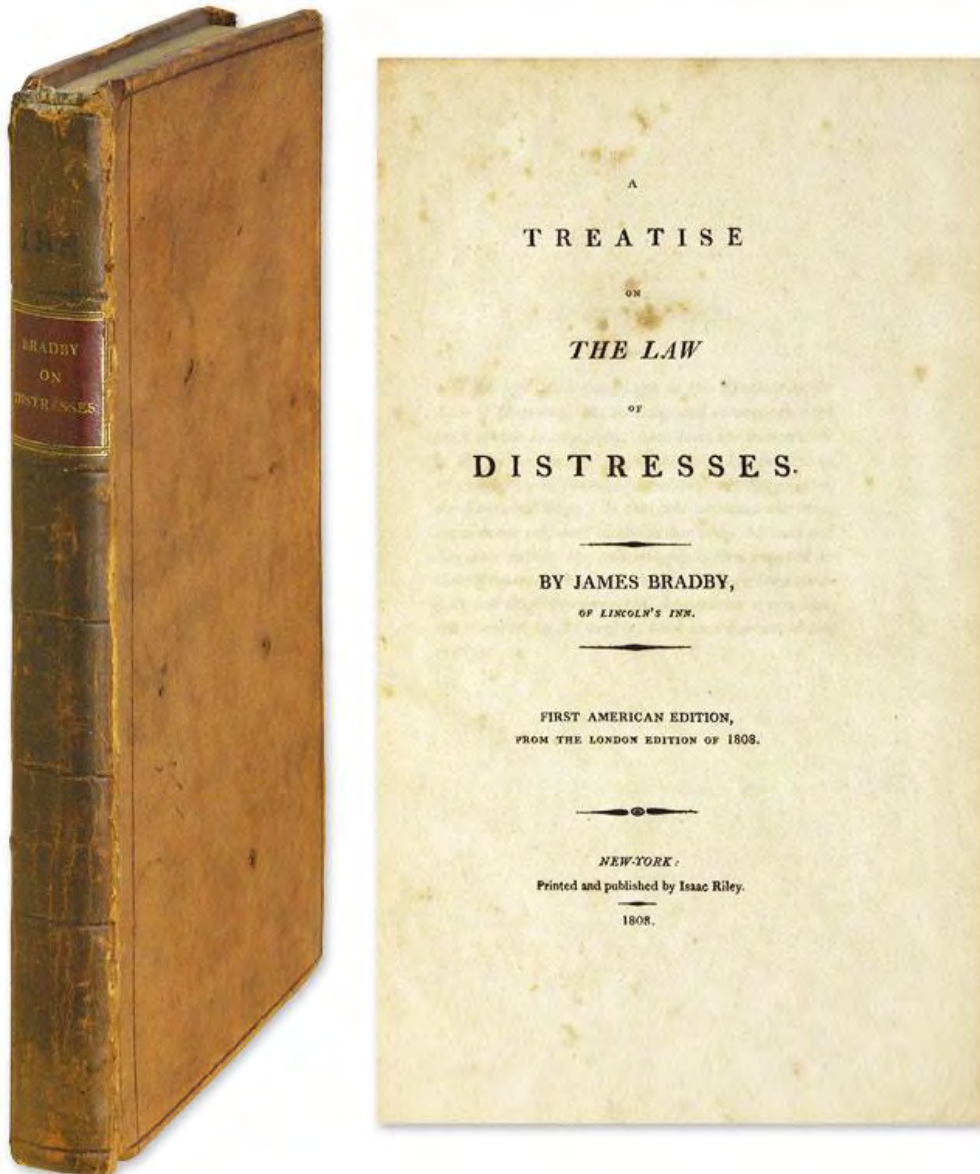 BRADBY
ON
DISTRESSES
A
TREATISE
ON
THE LAW
OF
DISTRESSES.
BY JAMES BRADBY,
OF LINCOLN'S INN.
FIRST AMERICAN EDITION,
FROM THE LONDON EDITION OF 1808.
NEW-YORK:
Printed and published by Isaac Riley.
1808.